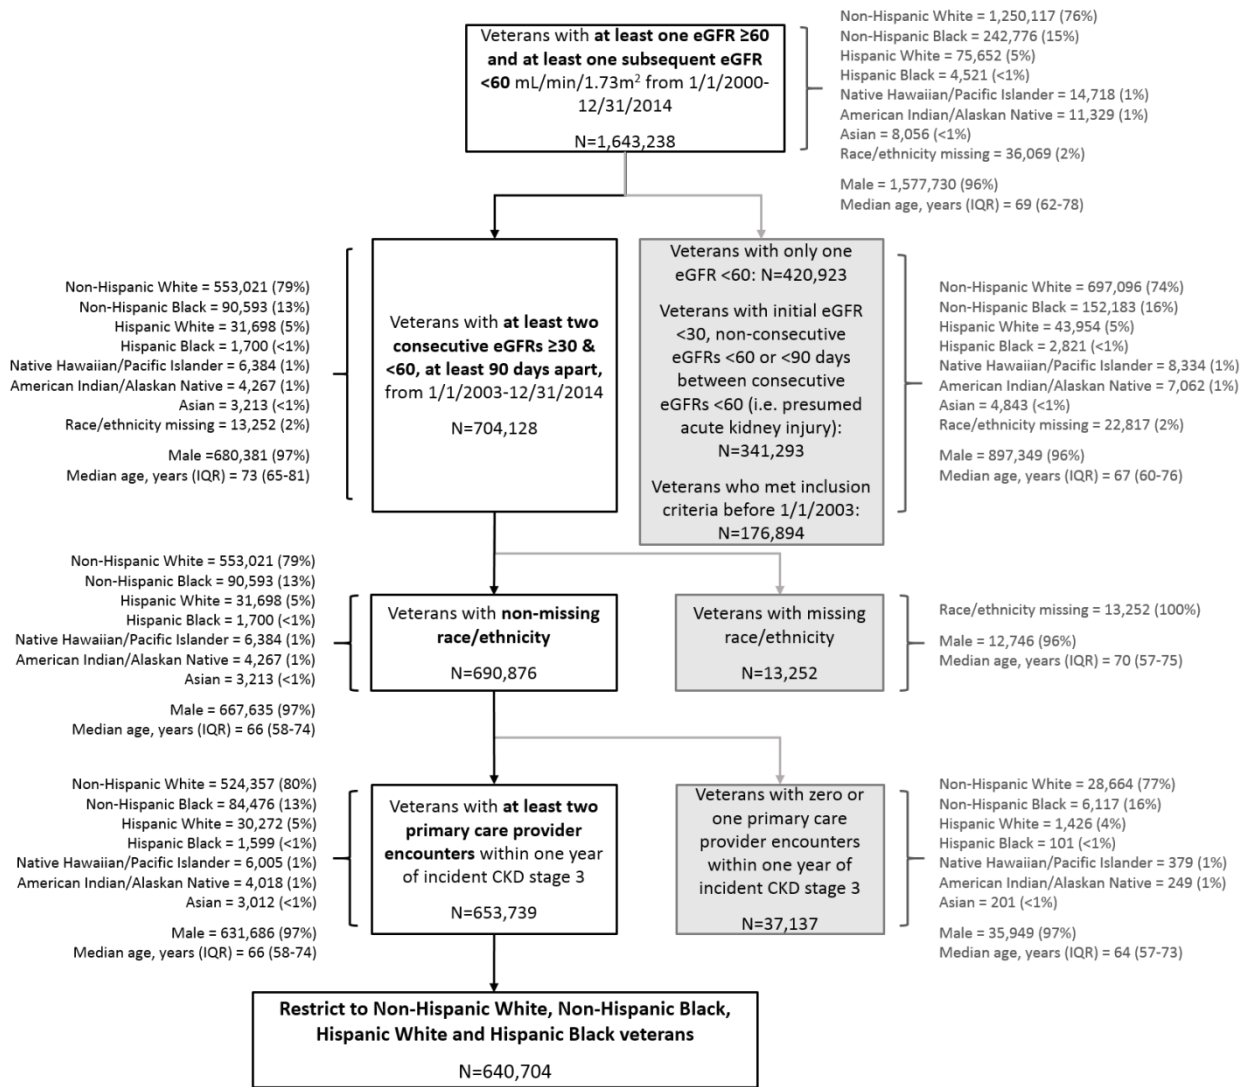 Veterans with at least one eGFR ≥60
and at least one subsequent eGFR
<60 mL/min/1.73m² from 1/1/2000-
12/31/2014
N=1,643,238
Non-Hispanic White = 1,250,117 (76%)
Non-Hispanic Black = 242,776 (15%)
Hispanic White = 75,652 (5%)
Hispanic Black = 4,521 (<1%)
Native Hawaiian/Pacific Islander = 14,718 (1%)
American Indian/Alaskan Native = 11,329 (1%)
Asian = 8,056 (<1%)
Race/ethnicity missing = 36,069 (2%)
Male = 1,577,730 (96%)
Median age, years (IQR) = 69 (62-78)
Non-Hispanic White = 553,021 (79%)
Non-Hispanic Black = 90,593 (13%)
Hispanic White = 31,698 (5%)
Hispanic Black = 1,700 (<1%)
Native Hawaiian/Pacific Islander = 6,384 (1%)
American Indian/Alaskan Native = 4,267 (1%)
Asian = 3,213 (<1%)
Race/ethnicity missing = 13,252 (2%)
Male =680,381 (97%)
Median age, years (IQR) = 73 (65-81)
Veterans with at least two
consecutive eGFRs ≥30 &
<60, at least 90 days apart,
from 1/1/2003-12/31/2014
N=704,128
Veterans with only one
eGFR <60: N=420,923
Veterans with initial eGFR
<30, non-consecutive
eGFRs <60 or <90 days
between consecutive
eGFRs <60 (i.e. presumed
acute kidney injury):
N=341,293
Veterans who met inclusion
criteria before 1/1/2003:
N=176,894
Non-Hispanic White = 697,096 (74%)
Non-Hispanic Black = 152,183 (16%)
Hispanic White = 43,954 (5%)
Hispanic Black = 2,821 (<1%)
Native Hawaiian/Pacific Islander = 8,334 (1%)
American Indian/Alaskan Native = 7,062 (1%)
Asian = 4,843 (<1%)
Race/ethnicity missing = 22,817 (2%)
Male = 897,349 (96%)
Median age, years (IQR) = 67 (60-76)
Non-Hispanic White = 553,021 (79%)
Non-Hispanic Black = 90,593 (13%)
Hispanic White = 31,698 (5%)
Hispanic Black = 1,700 (<1%)
Native Hawaiian/Pacific Islander = 6,384 (1%)
American Indian/Alaskan Native = 4,267 (1%)
Asian = 3,213 (<1%)
Male = 667,635 (97%)
Median age, years (IQR) = 66 (58-74)
Veterans with non-missing
race/ethnicity
N=690,876
Veterans with missing
race/ethnicity
N=13,252
Race/ethnicity missing = 13,252 (100%)
Male = 12,746 (96%)
Median age, years (IQR) = 70 (57-75)
Non-Hispanic White = 524,357 (80%)
Non-Hispanic Black = 84,476 (13%)
Hispanic White = 30,272 (5%)
Hispanic Black = 1,599 (<1%)
Native Hawaiian/Pacific Islander = 6,005 (1%)
American Indian/Alaskan Native = 4,018 (1%)
Asian = 3,012 (<1%)
Male = 631,686 (97%)
Median age, years (IQR) = 66 (58-74)
Veterans with at least two
primary care provider
encounters within one year
of incident CKD stage 3
N=653,739
Veterans with zero or
one primary care
provider encounters
within one year of
incident CKD stage 3
N=37,137
Non-Hispanic White = 28,664 (77%)
Non-Hispanic Black = 6,117 (16%)
Hispanic White = 1,426 (4%)
Hispanic Black = 101 (<1%)
Native Hawaiian/Pacific Islander = 379 (1%)
American Indian/Alaskan Native = 249 (1%)
Asian = 201 (<1%)
Male = 35,949 (97%)
Median age, years (IQR) = 64 (57-73)
Restrict to Non-Hispanic White, Non-Hispanic Black,
Hispanic White and Hispanic Black veterans
N=640,704